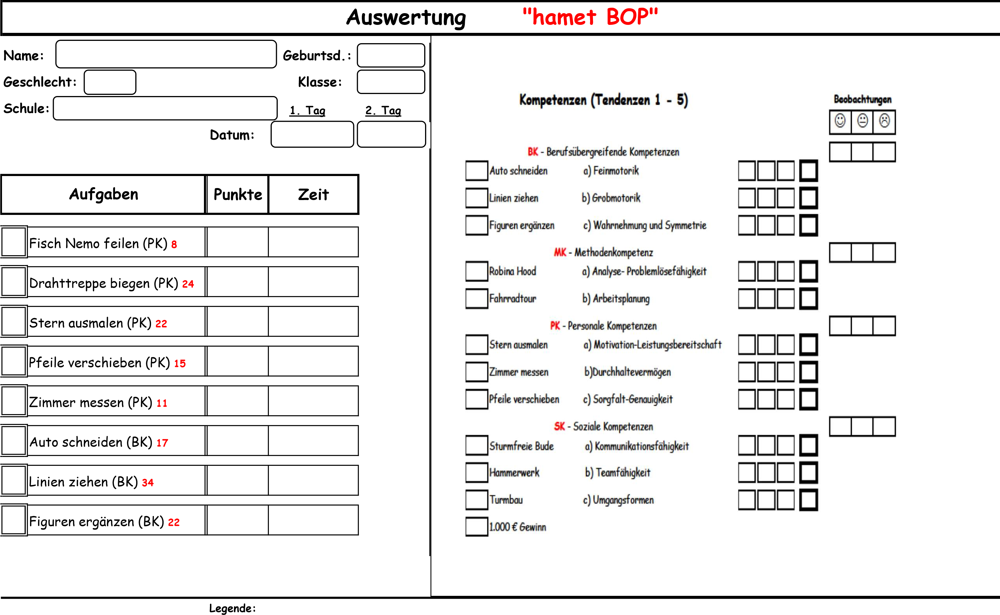 Auswertung "hamet BOP"
Name: Geburtsd.:
Geschlecht: Klasse:
Schule: 1. Tag 2. Tag
Datum:
Aufgaben Punkte Zeit
Fisch Nemo feilen (PK) 8
Drahttreppe biegen (PK) 24
Stern ausmalen (PK) 22
Pfeile verschieben (PK) 15
Zimmer messen (PK) 11
Auto schneiden (BK) 17
Linien ziehen (BK) 34
Figuren ergänzen (BK) 22
Kompetenzen (Tendenzen 1 - 5) Beobachtungen
BK - Berufsübergreifende Kompetenzen
Auto schneiden a) Feinmotorik
Linien ziehen b) Grobmotorik
Figuren ergänzen c) Wahrnehmung und Symmetrie
MK - Methodenkompetenz
Robina Hood a) Analyse- Problemlösefähigkeit
Fahrradtour b) Arbeitsplanung
PK - Personale Kompetenzen
Stern ausmalen a) Motivation-Leistungsbereitschaft
Zimmer messen b)Durchhaltevermögen
Pfeile verschieben c) Sorgfalt-Genauigkeit
SK - Soziale Kompetenzen
Sturmfreie Bude a) Kommunikationsfähigkeit
Hammerwerk b) Teamfähigkeit
Turmbau c) Umgangsformen
1.000 € Gewinn
Legende: